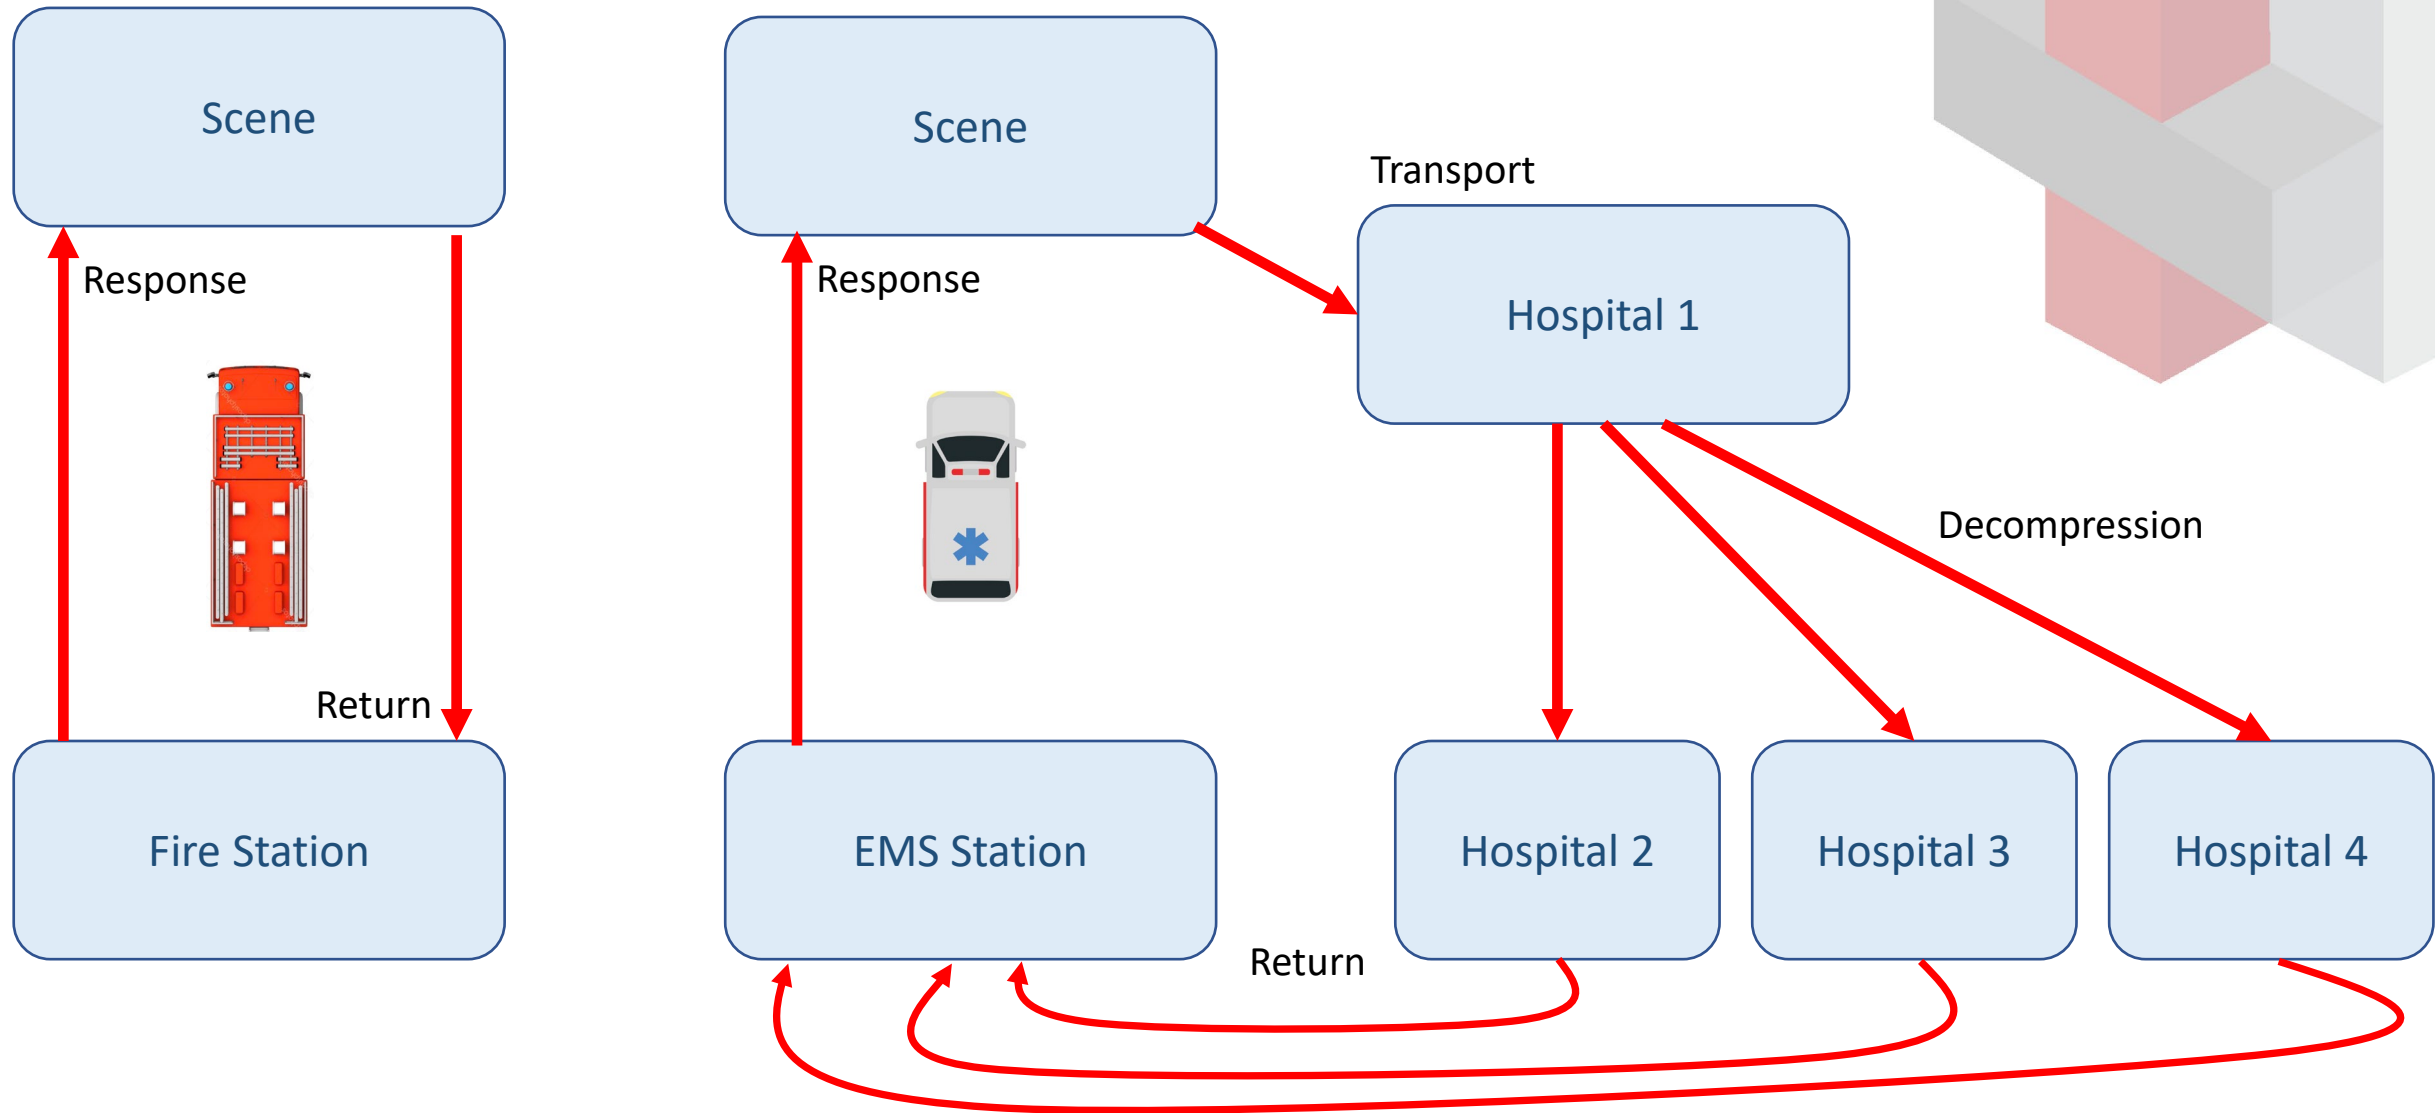 Scene
Response
Return
Fire Station
Scene
Response
EMS Station
Transport
Hospital 1
Decompression
Hospital 2
Hospital 3
Hospital 4
Return